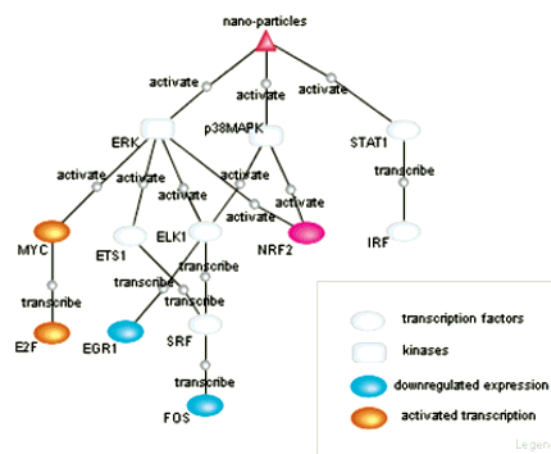 nano-particles
activate
activate
activate
ERK
p38MAPK
STAT1
activate
activate
activate
activate
activate
activate
transcribe
MYC
ETS1
ELK1
NRF2
IRF
transcribe
transcribe
transcribe
transcribe
E2F
EGR1
SRF
transcribe
FOS
transcription factors
kinases
downregulated expression
activated transcription
Legend